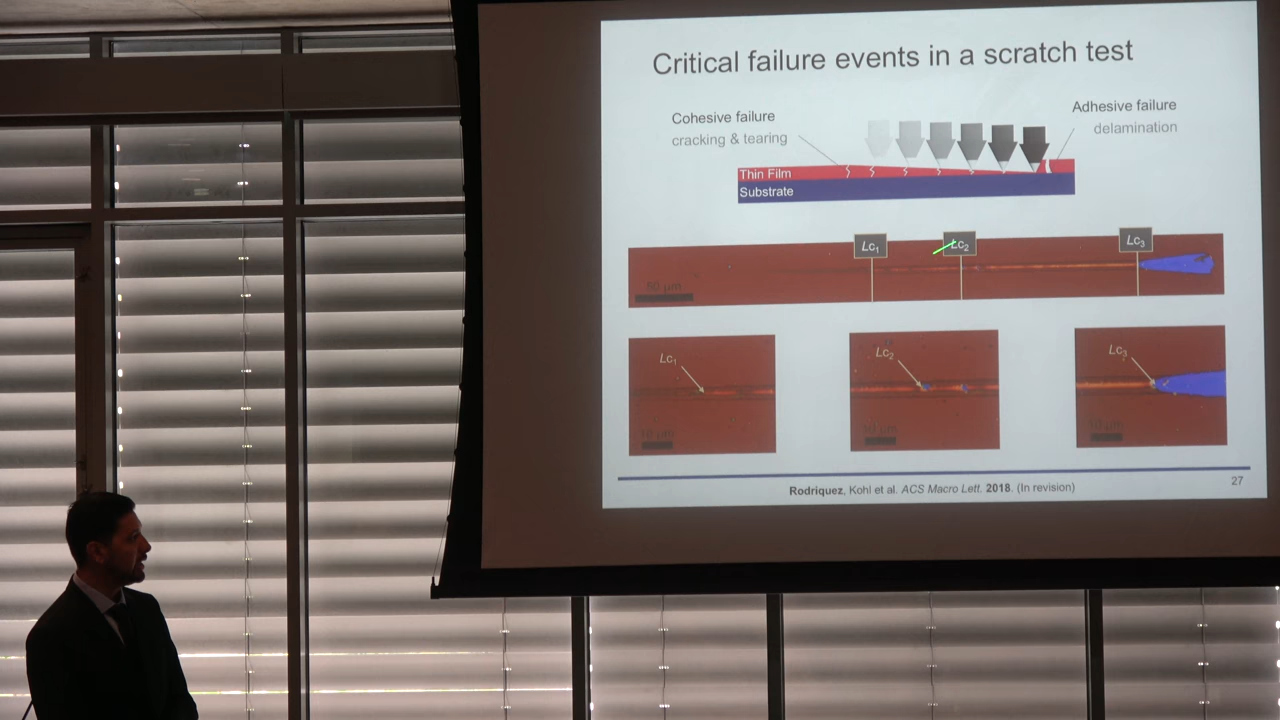 Critical failure events in a scratch test
Cohesive failure
cracking & tearing
Adhesive failure
delamination
Thin Film
Substrate
Lc1
Lc2
Lc3
50 µm
Lc1
Lc2
Lc3
10 µm
10 µm
10 µm
Rodriquez, Kohl et al. ACS Macro Lett. 2018. (In revision)
27